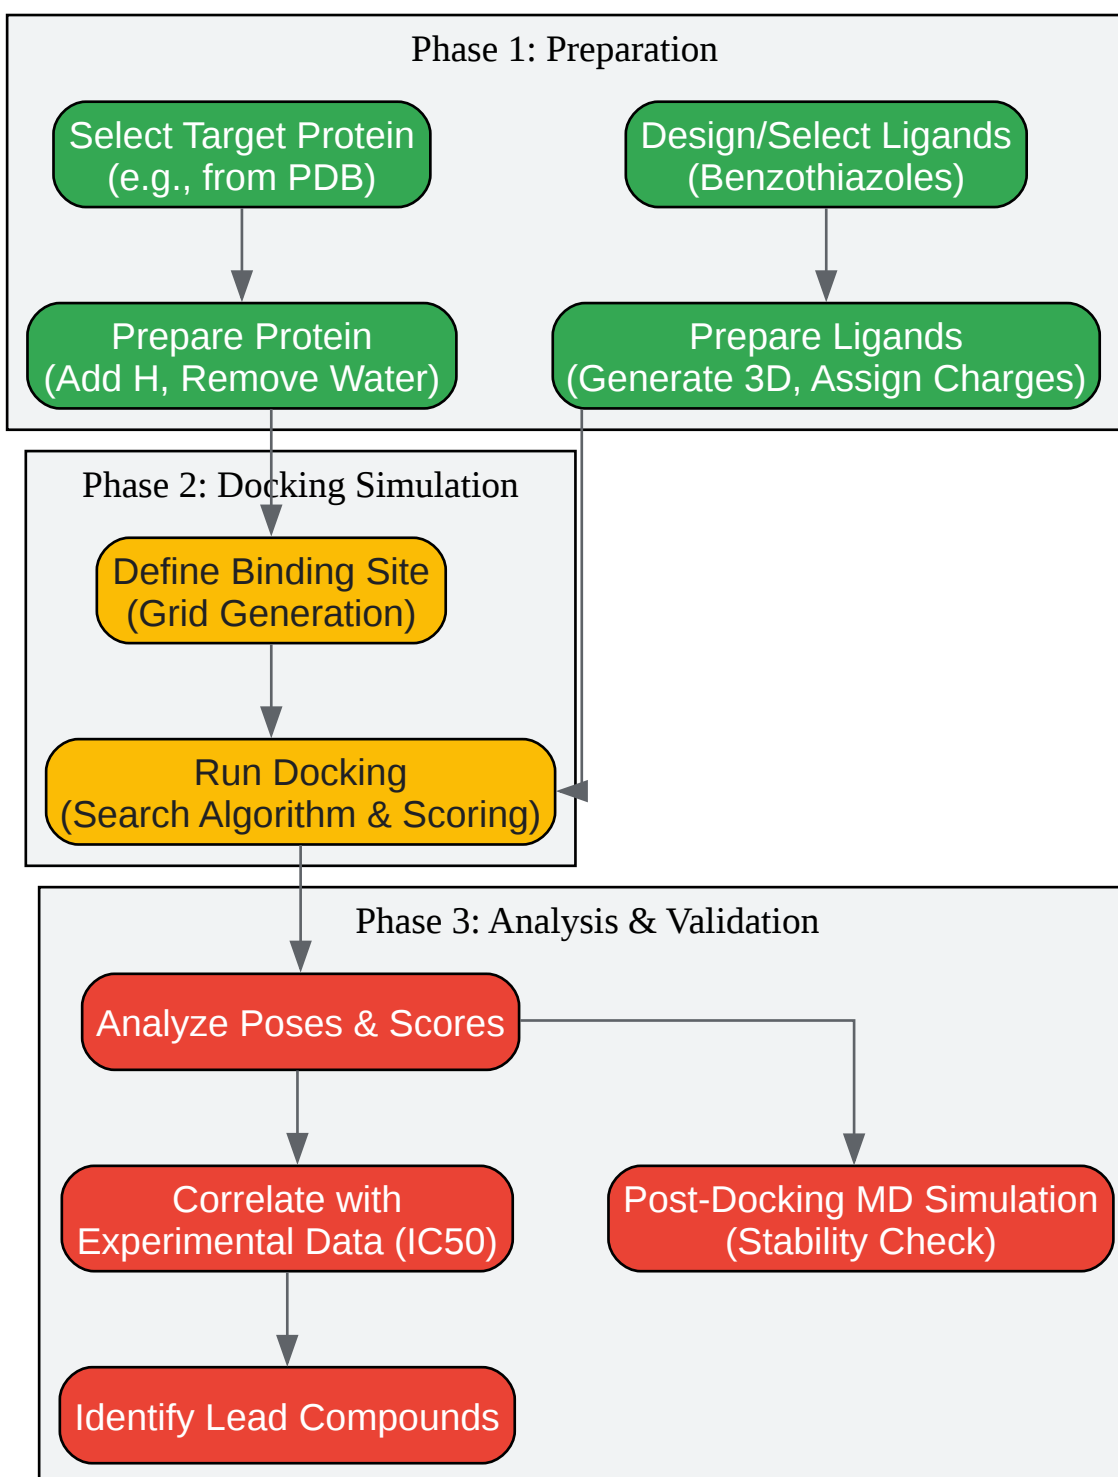 Phase 1: Preparation
Select Target Protein
(e.g., from PDB)
Design/Select Ligands
(Benzothiazoles)
Prepare Protein
(Add H, Remove Water)
Prepare Ligands
(Generate 3D, Assign Charges)
Phase 2: Docking Simulation
Define Binding Site
(Grid Generation)
Run Docking
(Search Algorithm & Scoring)
Phase 3: Analysis & Validation
Analyze Poses & Scores
Correlate with
Experimental Data (IC50)
Post-Docking MD Simulation
(Stability Check)
Identify Lead Compounds